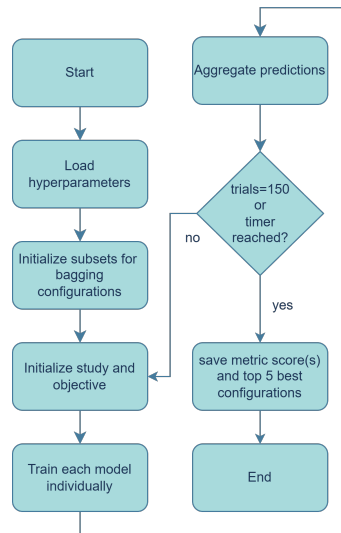 Start
Load
hyperparameters
Initialize subsets for
bagging
configurations
Initialize study and
objective
Train each model
individually
Aggregate predictions
trials=150
or
timer
reached?
no
yes
save metric score(s)
and top 5 best
configurations
End